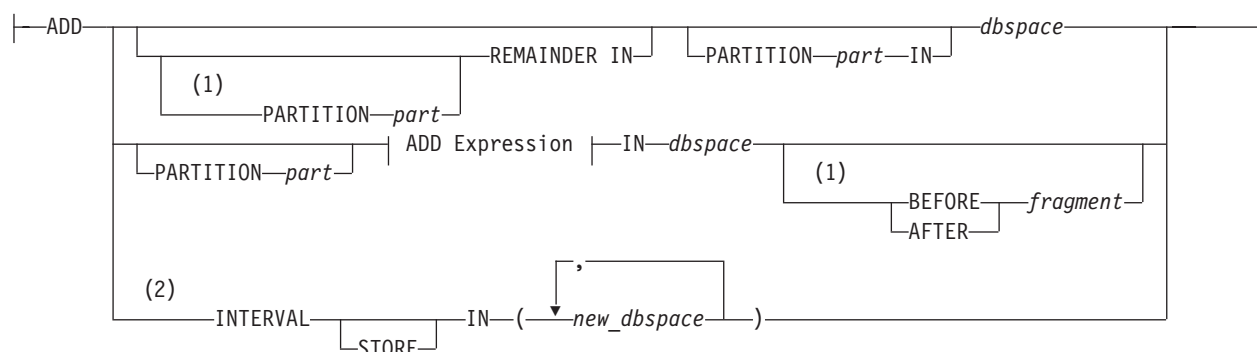 ADD dbspace
REMAINDER IN PARTITION part IN
(1)
PARTITION part
ADD Expression IN dbspace
PARTITION part (1)
BEFORE fragment
AFTER
,
(2)
INTERVAL IN ( new_dbspace )
STORE